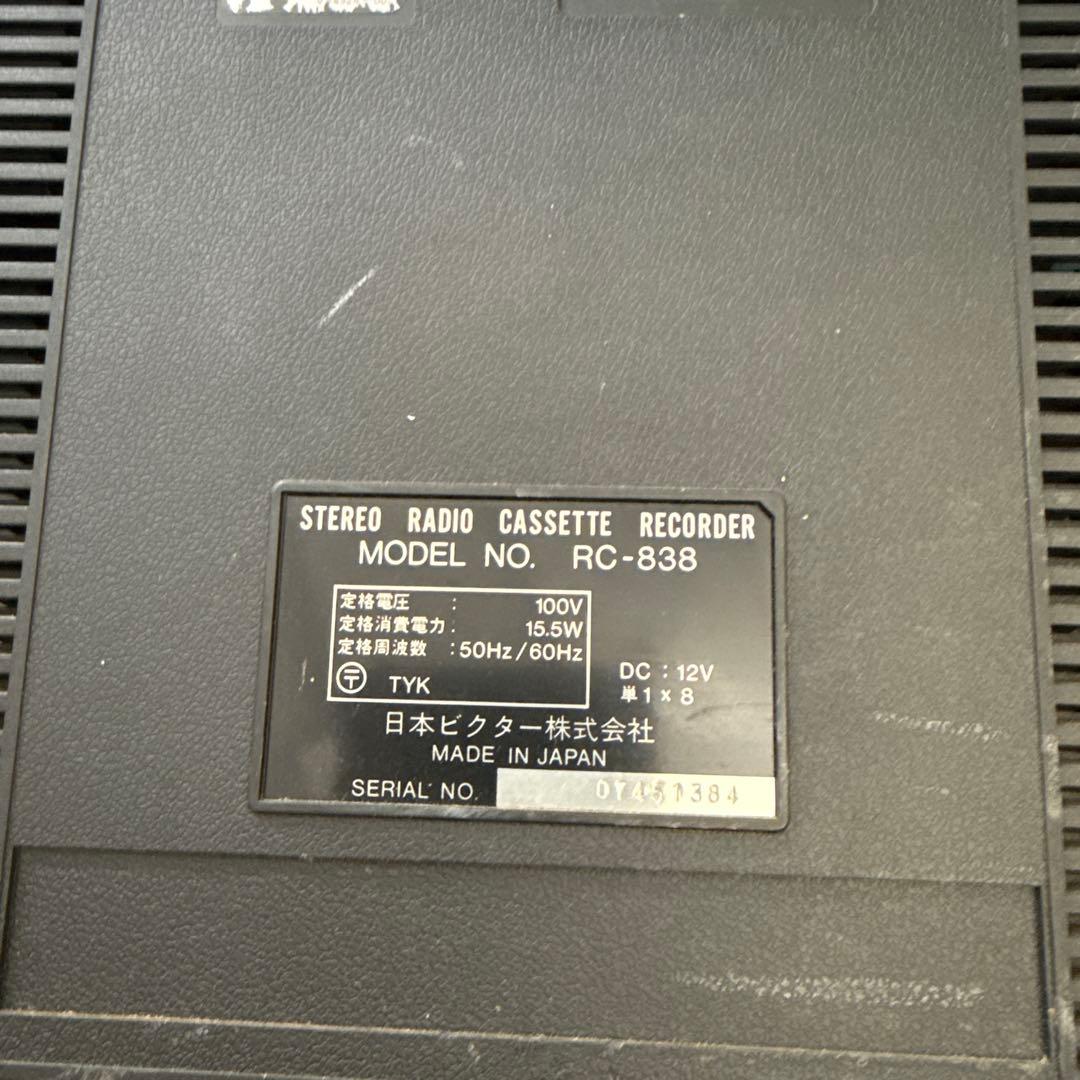 STEREO RADIO CASSETTE RECORDER
MODEL NO. RC-838
定格電圧 : 100V
定格消費電力: 15.5W
定格周波数 :50Hz/60Hz
〒 TYK
DC : 12V
単1×8
日本ビクター株式会社
MADE IN JAPAN
SERIAL NO.